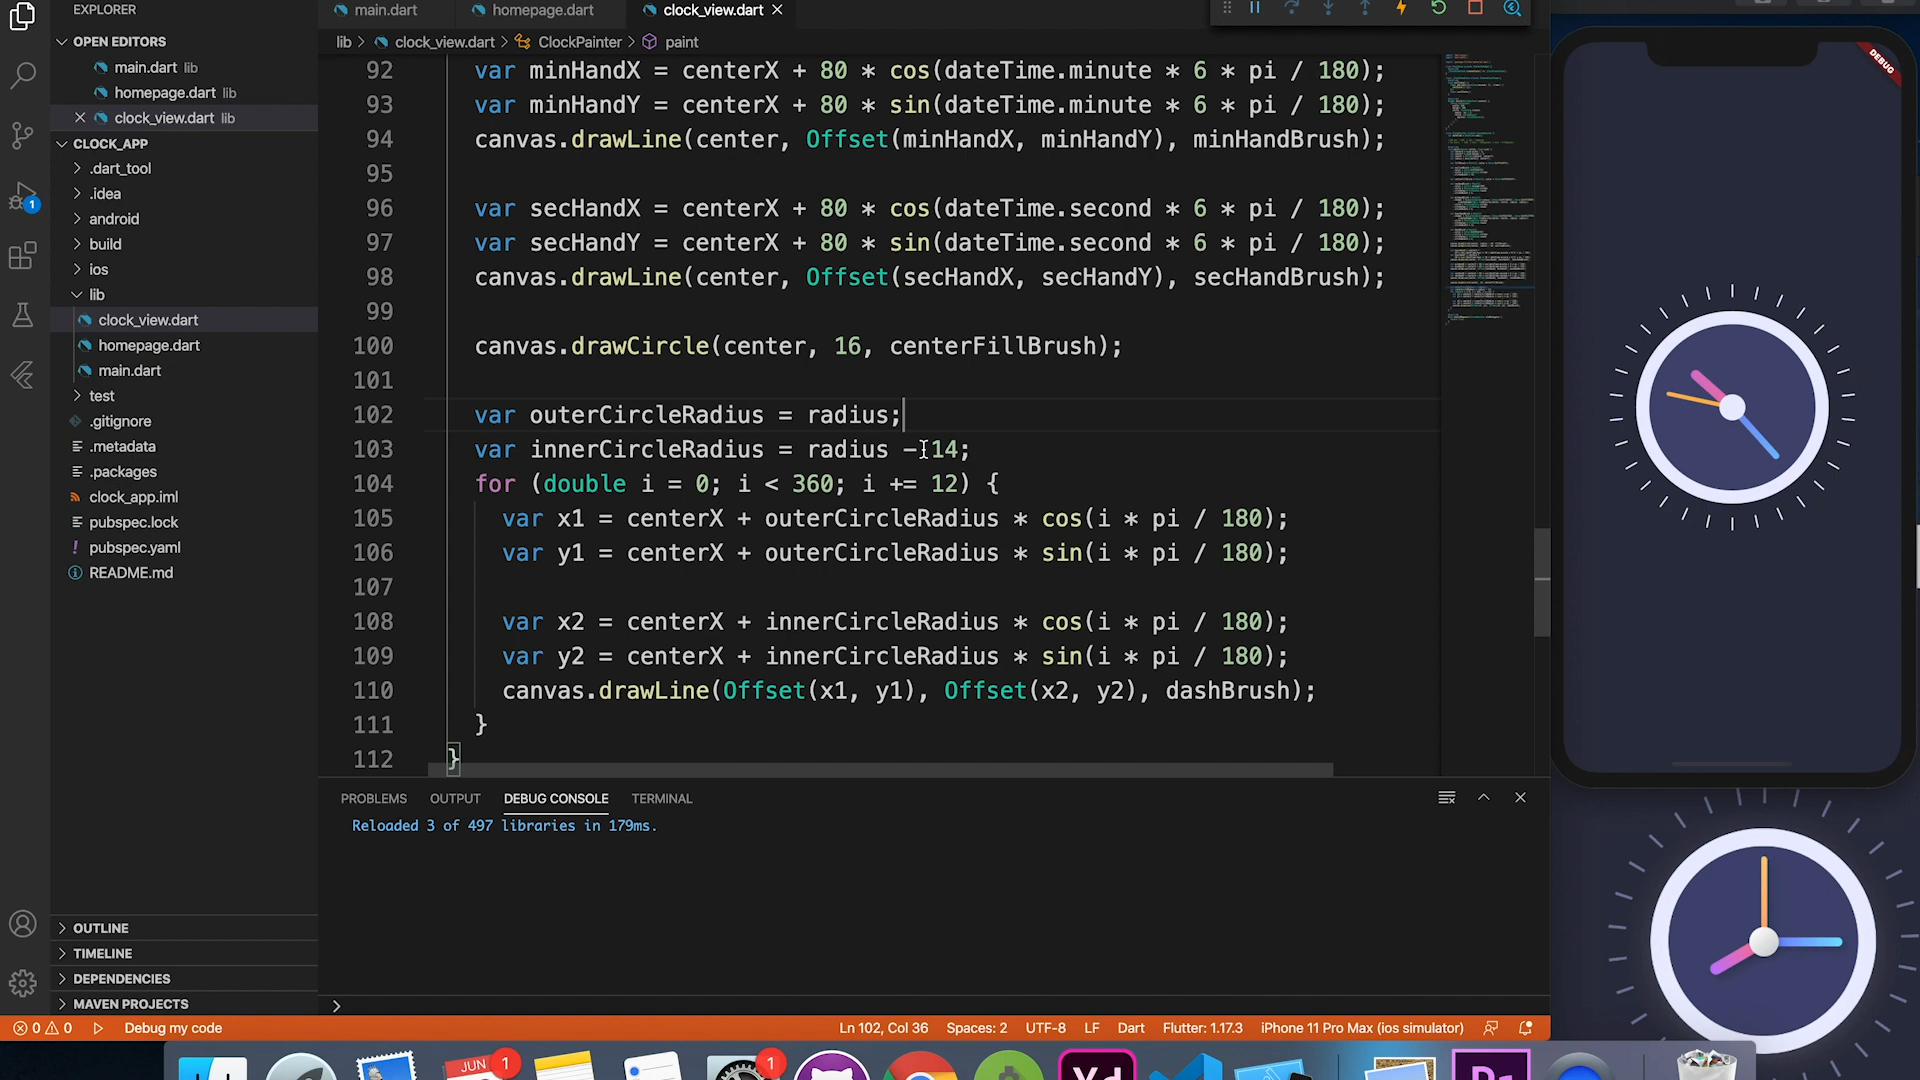 EXPLORER
OPEN EDITORS
main.dart lib
homepage.dart lib
clock_view.dart lib
CLOCK_APP
.dart_tool
.idea
android
build
ios
lib
clock_view.dart
homepage.dart
main.dart
test
.gitignore
.metadata
.packages
clock_app.iml
pubspec.lock
pubspec.yaml
README.md
OUTLINE
TIMELINE
DEPENDENCIES
MAVEN PROJECTS
1
main.dart homepage.dart clock_view.dart
lib > clock_view.dart > ClockPainter > paint
92 var minHandX = centerX + 80 * cos(dateTime.minute * 6 * pi / 180);
93 var minHandY = centerX + 80 * sin(dateTime.minute * 6 * pi / 180);
94 canvas.drawLine(center, Offset(minHandX, minHandY), minHandBrush);
95
96 var secHandX = centerX + 80 * cos(dateTime.second * 6 * pi / 180);
97 var secHandY = centerX + 80 * sin(dateTime.second * 6 * pi / 180);
98 canvas.drawLine(center, Offset(secHandX, secHandY), secHandBrush);
99
100 canvas.drawCircle(center, 16, centerFillBrush);
101
102 var outerCircleRadius = radius;
103 var innerCircleRadius = radius - 14;
104 for (double i = 0; i < 360; i += 12) {
105 var x1 = centerX + outerCircleRadius * cos(i * pi / 180);
106 var y1 = centerX + outerCircleRadius * sin(i * pi / 180);
107
108 var x2 = centerX + innerCircleRadius * cos(i * pi / 180);
109 var y2 = centerX + innerCircleRadius * sin(i * pi / 180);
110 canvas.drawLine(Offset(x1, y1), Offset(x2, y2), dashBrush);
111 }
112 }
PROBLEMS OUTPUT DEBUG CONSOLE TERMINAL
Reloaded 3 of 497 libraries in 179ms.
DEBUG
0 0 Debug my code Ln 102, Col 36 Spaces: 2 UTF-8 LF Dart Flutter: 1.17.3 iPhone 11 Pro Max (ios simulator)
JUN 1 1 Xd Pr